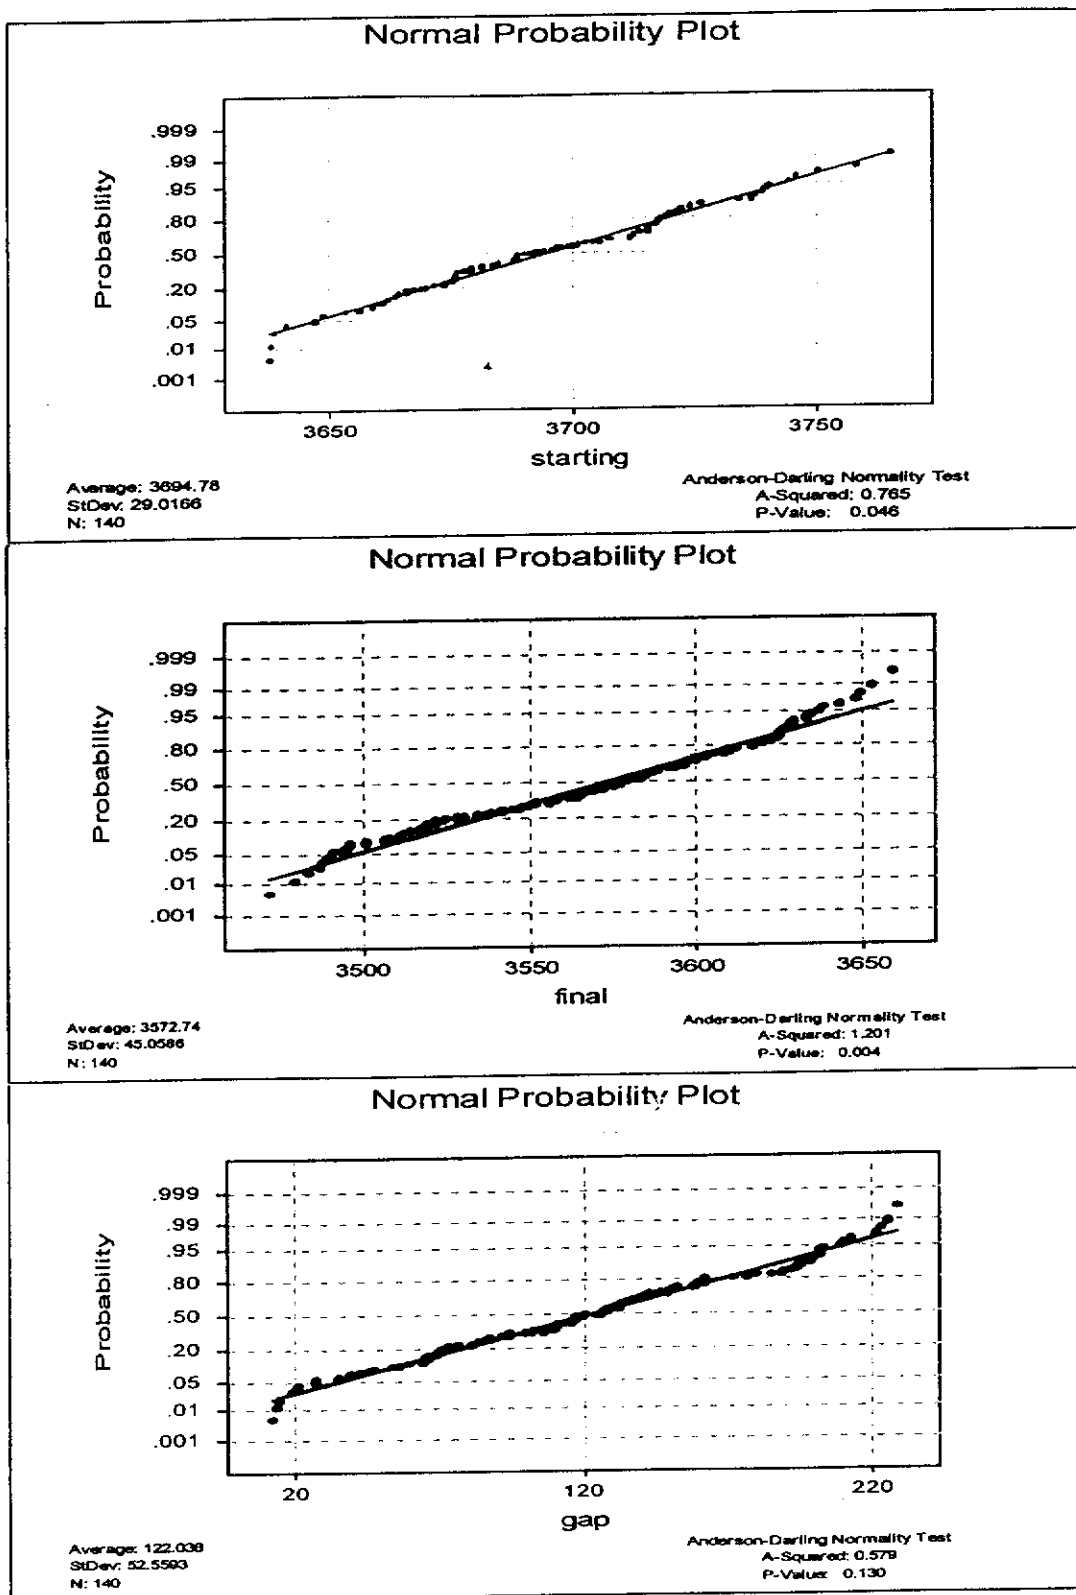 Normal Probability Plot
Probability
.999
.99
.95
.80
.50
.20
.05
.01
.001
3650 3700 3750
starting
Average: 3694.78
StDev: 29.0166
N: 140
Anderson-Darling Normality Test
A-Squared: 0.765
P-Value: 0.046
Normal Probability Plot
Probability
.999
.99
.95
.80
.50
.20
.05
.01
.001
3500 3550 3600 3650
final
Average: 3572.74
StDev: 45.0586
N: 140
Anderson-Darling Normality Test
A-Squared: 1.201
P-Value: 0.004
Normal Probability Plot
Probability
.999
.99
.95
.80
.50
.20
.05
.01
.001
20 120 220
gap
Average: 122.038
StDev: 52.5593
N: 140
Anderson-Darling Normality Test
A-Squared: 0.579
P-Value: 0.130